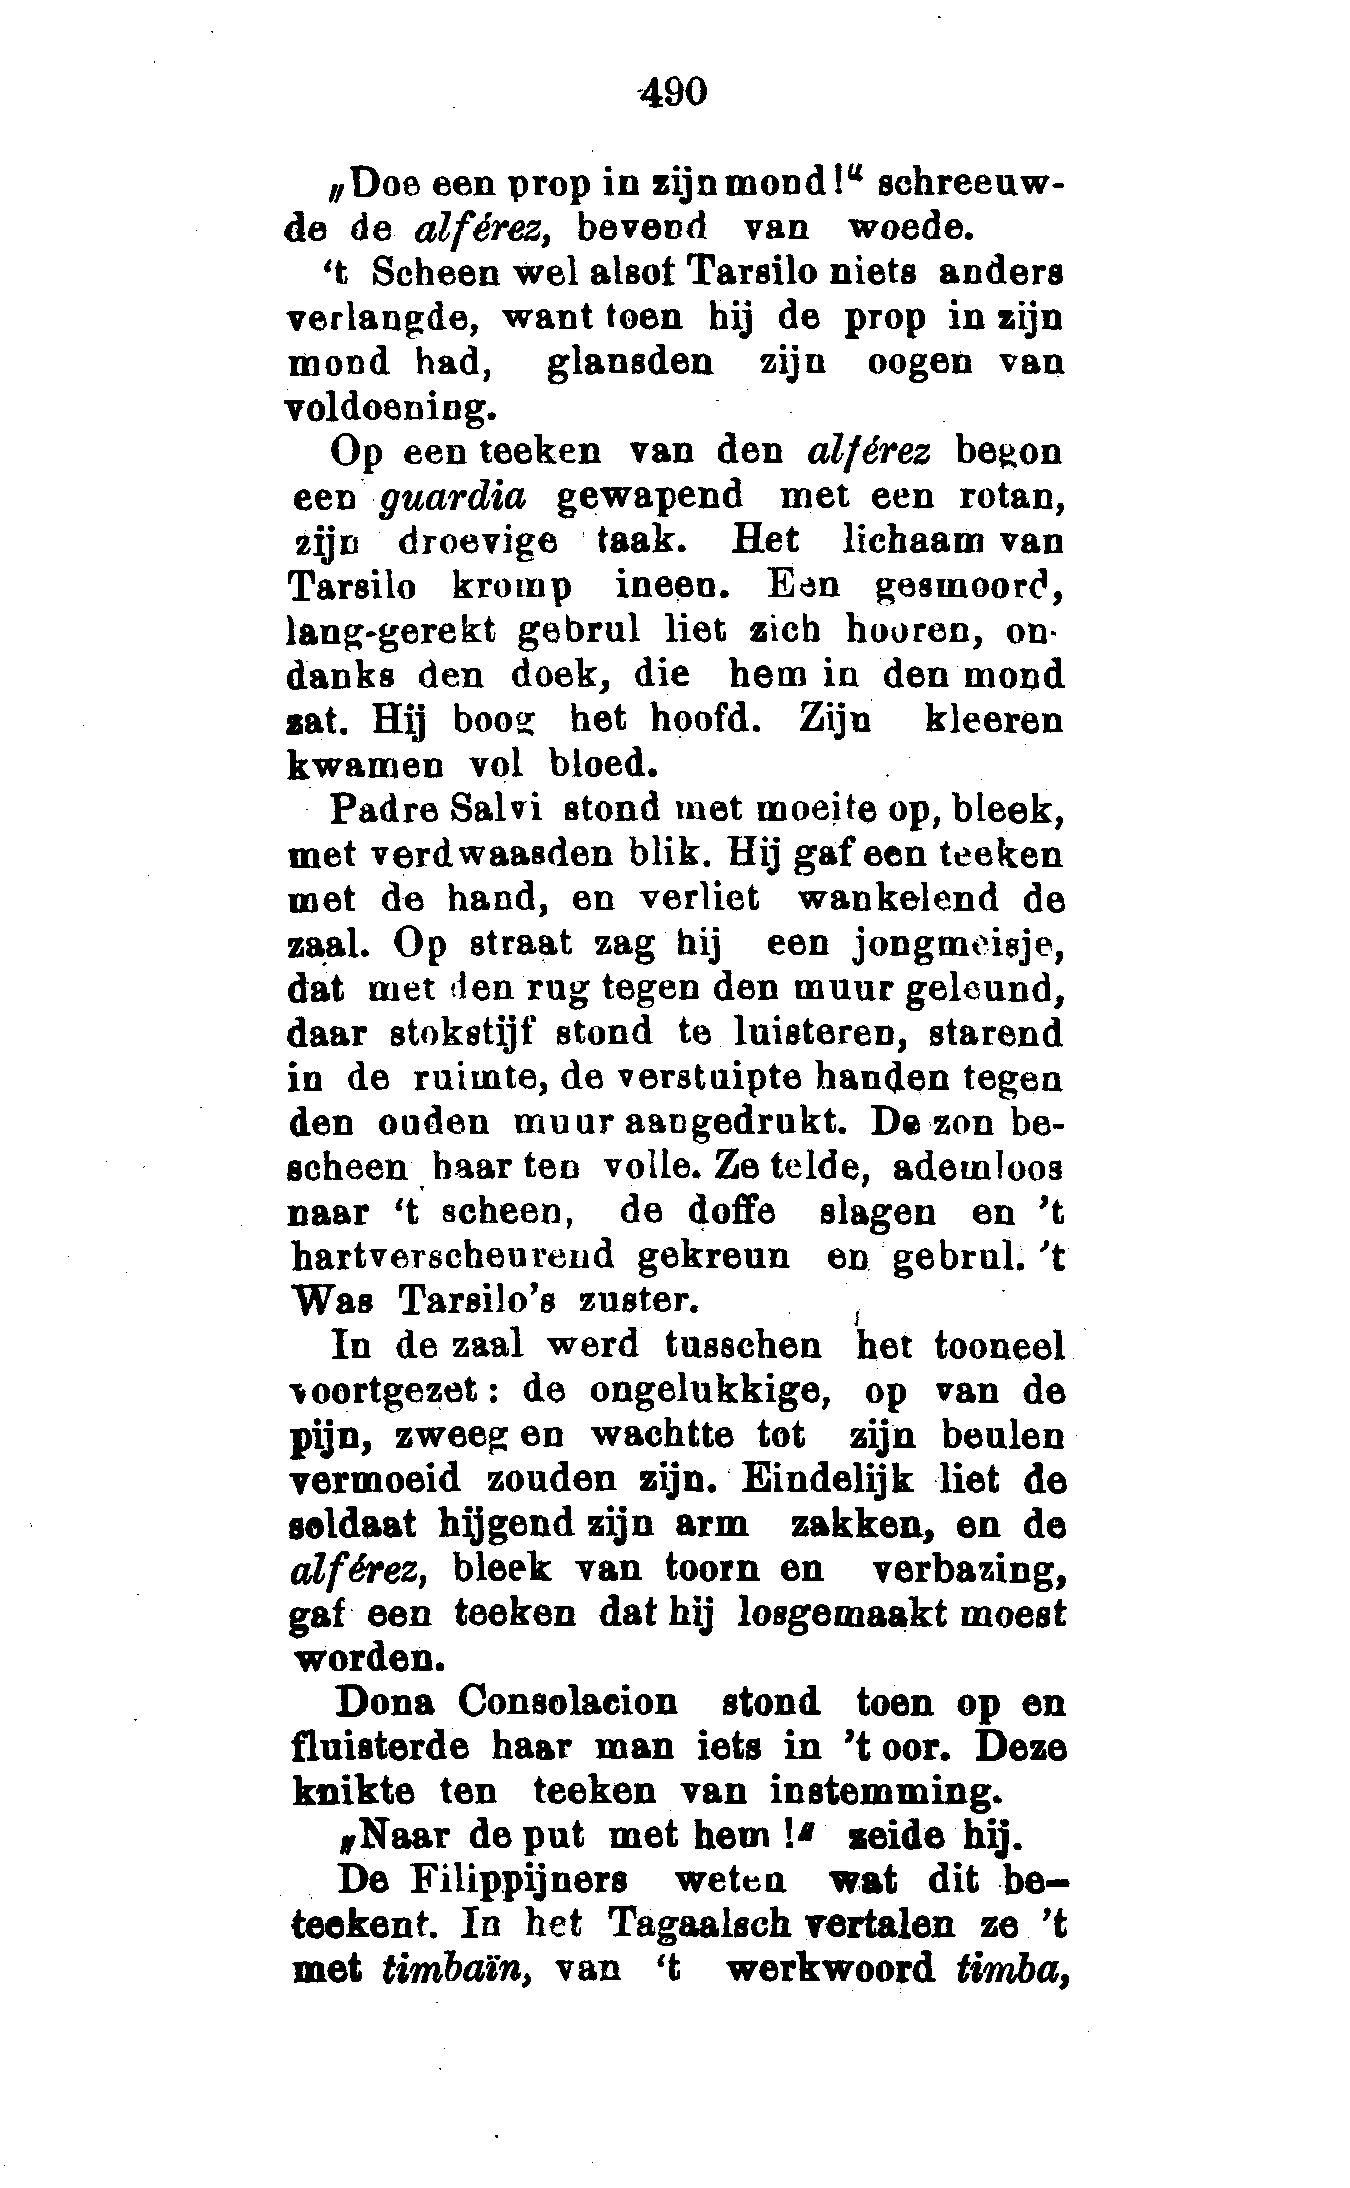 490
„Doe een prop in zijn mond!“ schreeuw-
de de alférez, bevend van woede.
‘t Scheen wel alsof Tarsilo niets anders
verlangde, want toen hij de prop in zijn
mond had, glansden zijn oogen van
voldoening.
Op een teeken van den alférez begon
een guardia gewapend met een rotan,
zijn droevige taak. Het lichaam van
Tarsilo kromp ineen. Een gesmoord,
lang-gerekt gebrul liet zich hooren, on-
danks den doek, die hem in den mond
zat. Hij boog het hoofd. Zijn kleeren
kwamen vol bloed.
Padre Salvi stond met moeite op, bleek,
met verdwaasden blik. Hij gaf een teeken
met de hand, en verliet wankelend de
zaal. Op straat zag hij een jongmeisje,
dat met den rug tegen den muur geleund,
daar stokstijf stond te luisteren, starend
in de ruimte, de verstuipte handen tegen
den ouden muur aangedrukt. De zon be-
scheen haar ten volle. Ze telde, ademloos
naar ‘t scheen, de doffe slagen en ’t
hartverscheurend gekreun en gebrul. ’t
Was Tarsilo’s zuster.
In de zaal werd tusschen het tooneel
voortgezet: de ongelukkige, op van de
pijn, zweeg en wachtte tot zijn beulen
vermoeid zouden zijn. Eindelijk liet de
soldaat hijgend zijn arm zakken, en de
alférez, bleek van toorn en verbazing,
gaf een teeken dat hij losgemaakt moest
worden.
Dona Consolacion stond toen op en
fluisterde haar man iets in ’t oor. Deze
knikte ten teeken van instemming.
„Naar de put met hem!“ zeide hij.
De Filippijners weten wat dit be-
teekent. In het Tagaalsch vertalen ze ’t
met timbaïn, van ‘t werkwoord timba,